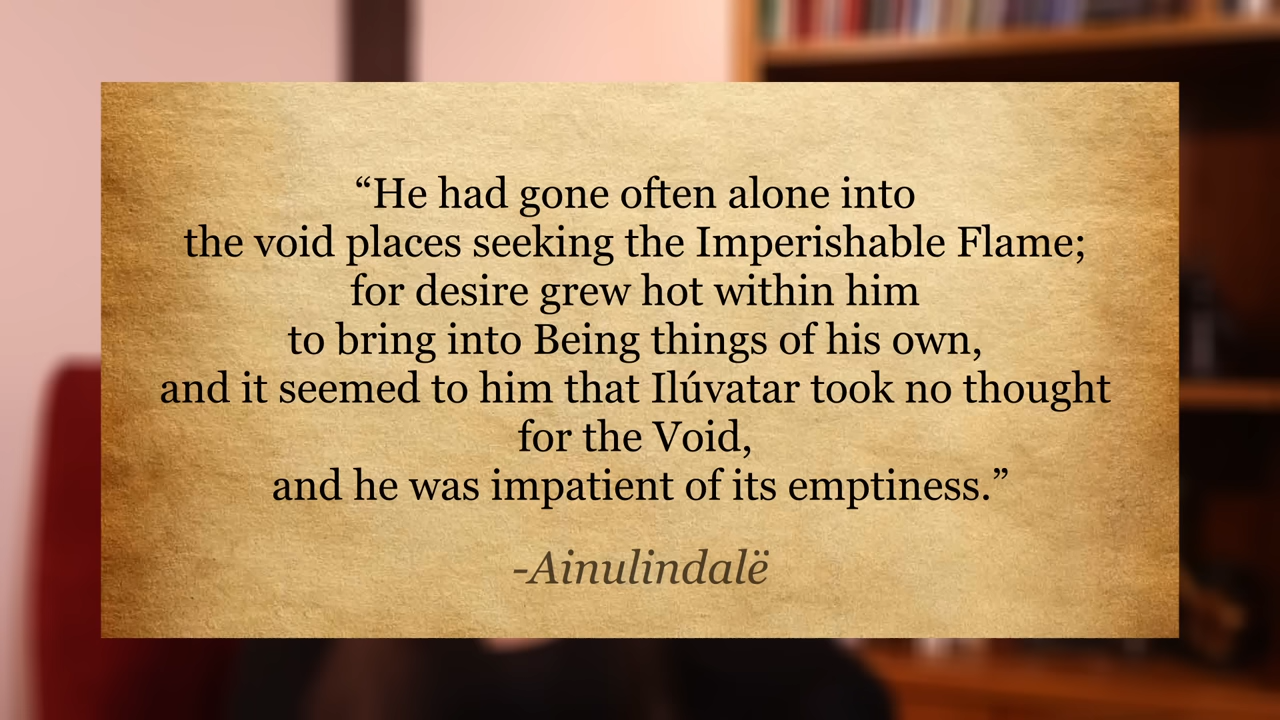 “He had gone often alone into
the void places seeking the Imperishable Flame;
for desire grew hot within him
to bring into Being things of his own,
and it seemed to him that Ilúvatar took no thought
for the Void,
and he was impatient of its emptiness.”
-Ainulindalë